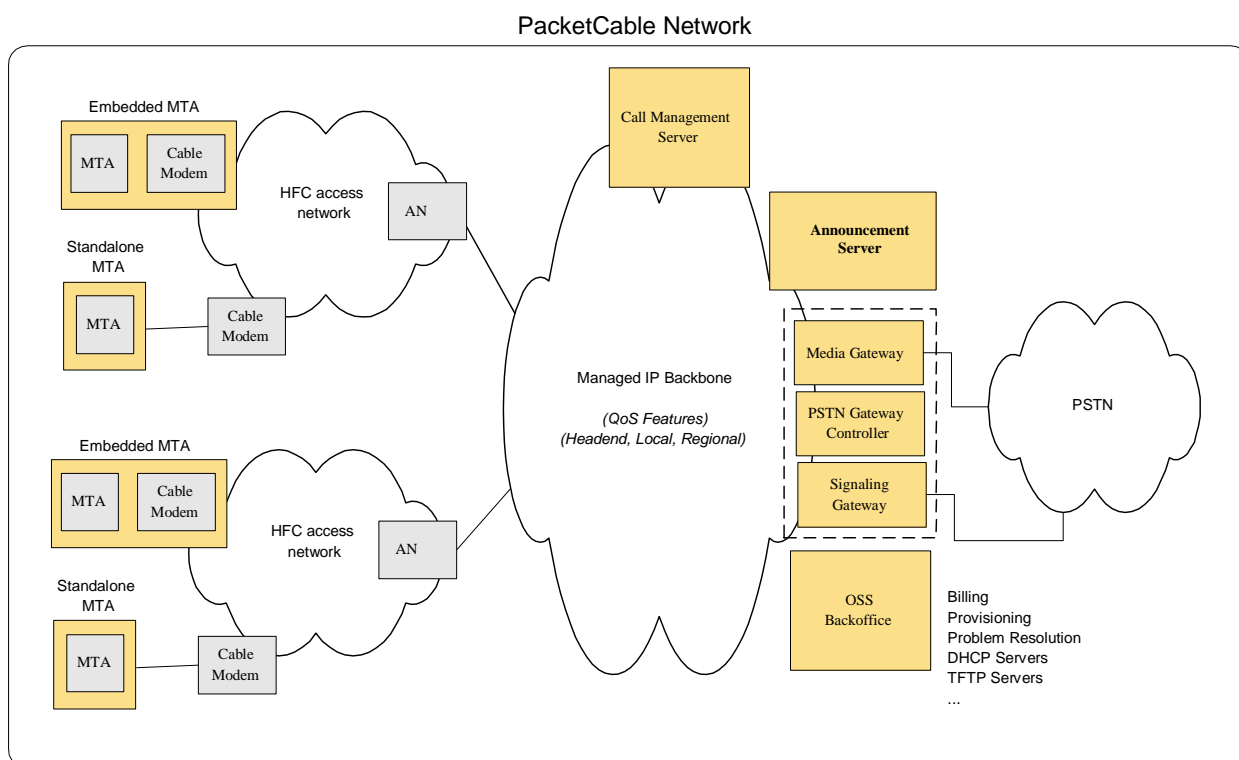 PacketCable Network
Embedded MTA
MTA
Cable
Modem
HFC access
network
AN
Standalone
MTA
MTA
Cable
Modem
Call Management
Server
Announcement
Server
Managed IP Backbone
(QoS Features)
(Headend, Local, Regional)
Media Gateway
PSTN Gateway
Controller
Signaling
Gateway
PSTN
Embedded MTA
MTA
Cable
Modem
HFC access
network
AN
Standalone
MTA
MTA
Cable
Modem
OSS
Backoffice
Billing
Provisioning
Problem Resolution
DHCP Servers
TFTP Servers
...